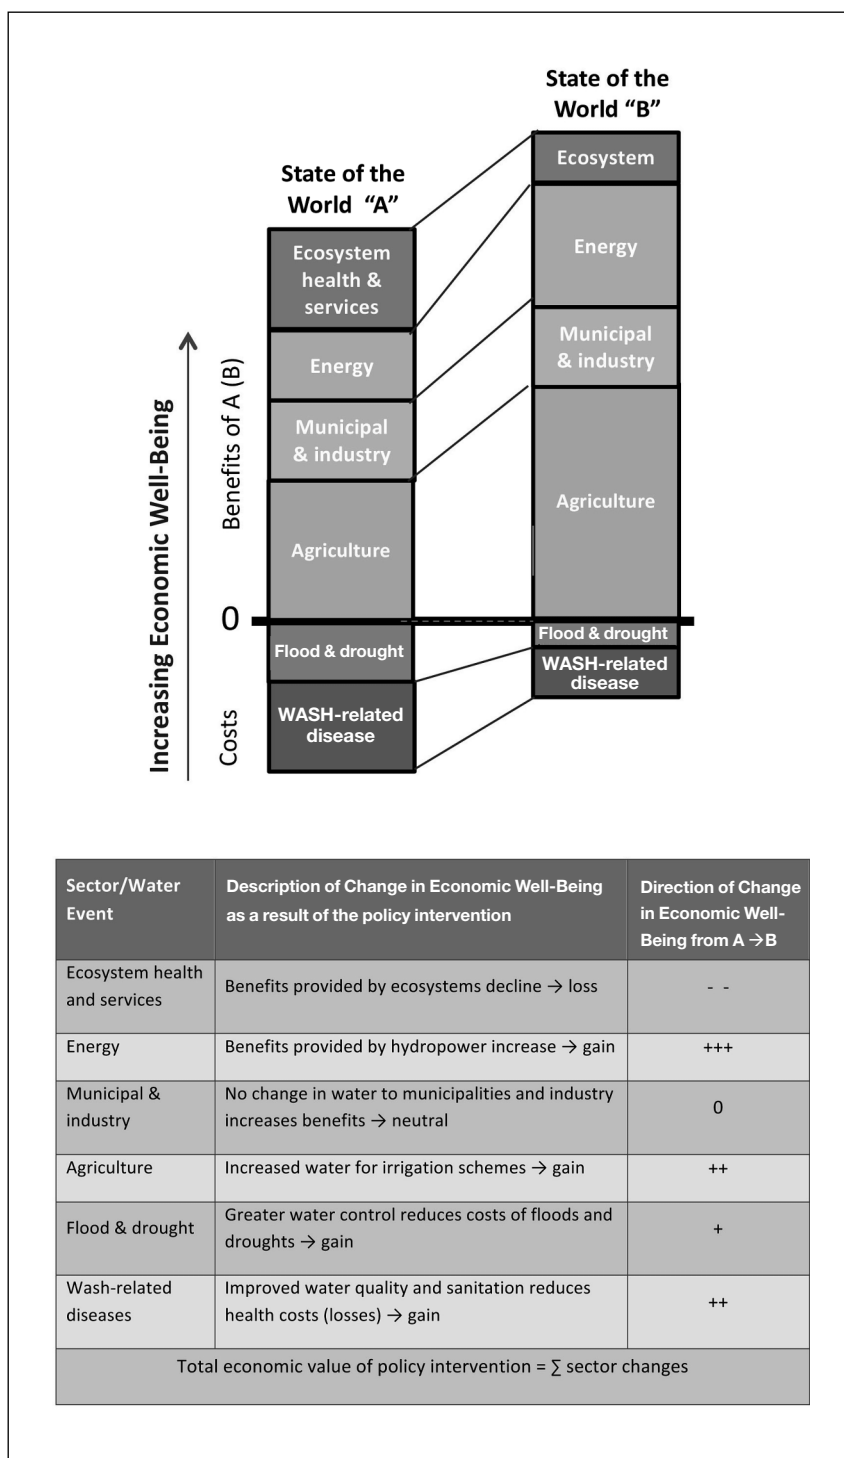 State of the
World “B”
State of the
World “A”
Increasing Economic Well-Being
Benefits of A (B)
Costs
0
Ecosystem
health &
services
Energy
Municipal
& industry
Agriculture
Flood & drought
WASH-related
disease
Ecosystem
Energy
Municipal
& industry
Agriculture
Flood & drought
WASH-related
disease
Sector/Water
Event
Description of Change in Economic Well-Being
as a result of the policy intervention
Direction of Change
in Economic Well-
Being from A →B
Ecosystem health
and services
Benefits provided by ecosystems decline → loss
- -
Energy
Benefits provided by hydropower increase → gain
+++
Municipal &
industry
No change in water to municipalities and industry
increases benefits → neutral
0
Agriculture
Increased water for irrigation schemes → gain
++
Flood & drought
Greater water control reduces costs of floods and
droughts → gain
+
Wash-related
diseases
Improved water quality and sanitation reduces
health costs (losses) → gain
++
Total economic value of policy intervention = ∑ sector changes